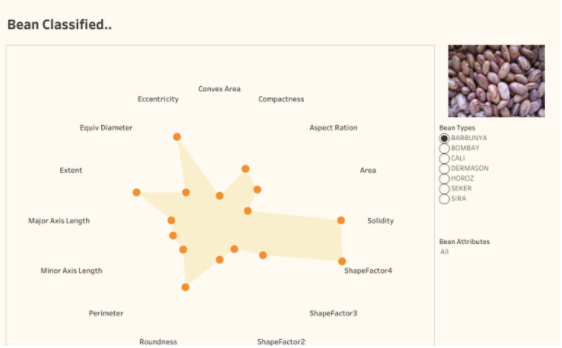 Bean Classified..
Convex Area
Eccentricity
Compactness
Equiv Diameter
Aspect Ration
Extent
Area
Major Axis Length
Solidity
Minor Axis Length
ShapeFactor4
Perimeter
ShapeFactor3
Roundness
ShapeFactor2
Bean Types
BARBUNYA
BOMBAY
CALI
DERMASON
HOROZ
SEKER
SIRA
Bean Attributes
All